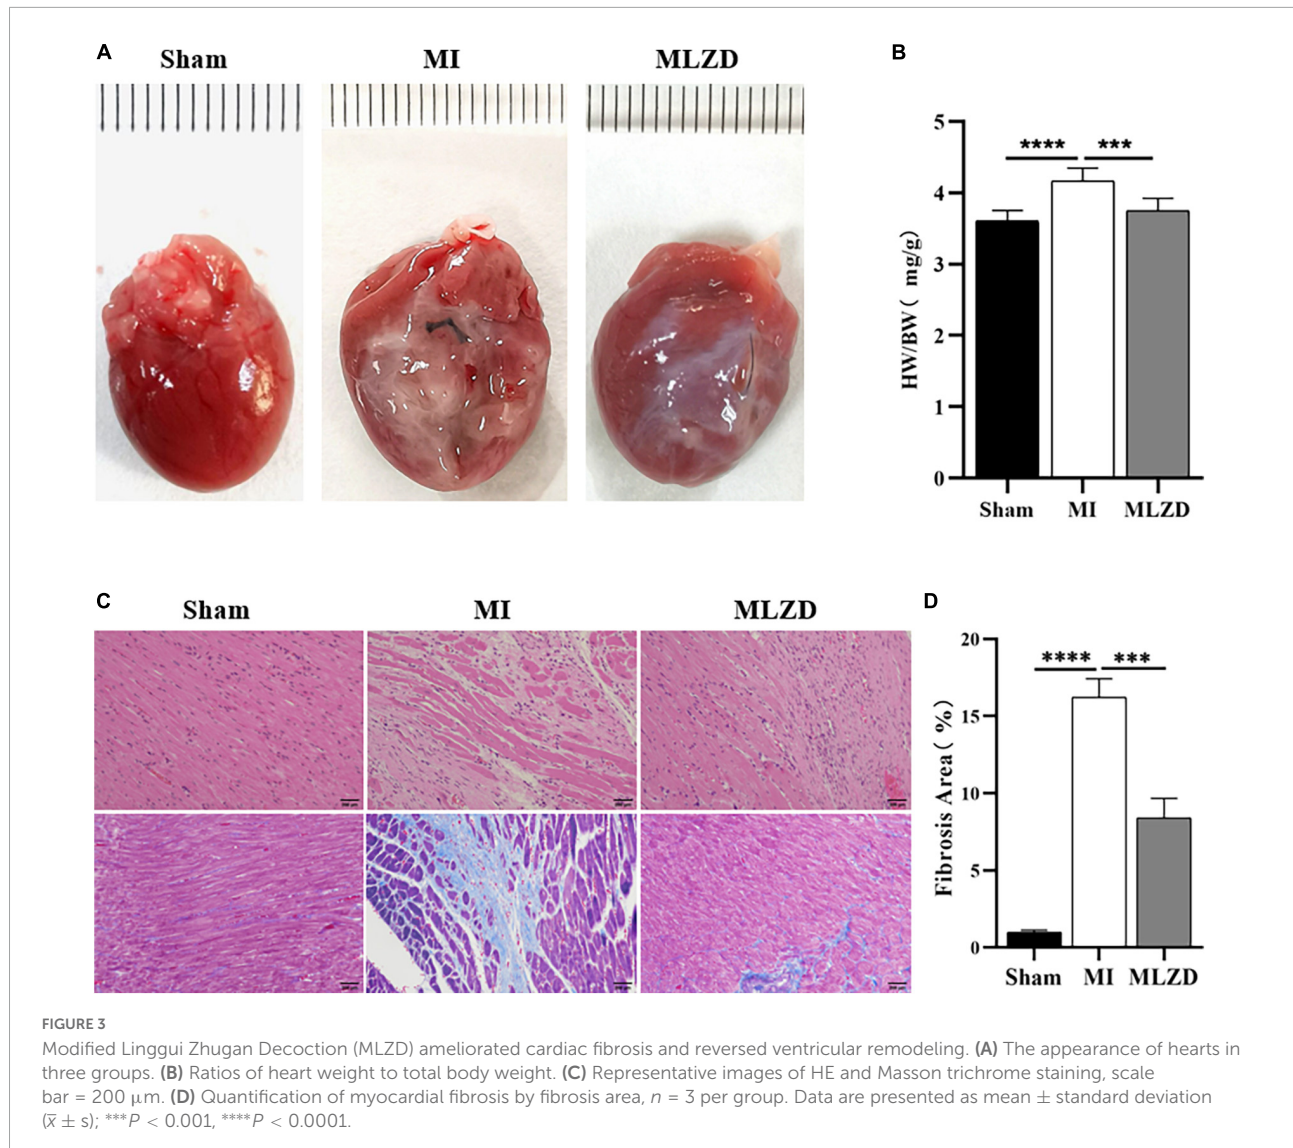 A
Sham
MI
MLZD
B
5
4
3
2
1
0
HW/BW( mg/g)
****
***
Sham
MI
MLZD
C
Sham
MI
MLZD
D
20
15
10
5
0
Fibrosis Area( %)
****
***
Sham
MI
MLZD
FIGURE 3
Modified Linggui Zhugan Decoction (MLZD) ameliorated cardiac fibrosis and reversed ventricular remodeling. (A) The appearance of hearts in
three groups. (B) Ratios of heart weight to total body weight. (C) Representative images of HE and Masson trichrome staining, scale
bar = 200 μm. (D) Quantification of myocardial fibrosis by fibrosis area, n = 3 per group. Data are presented as mean ± standard deviation
(x̅ ± s); ***P < 0.001, ****P < 0.0001.